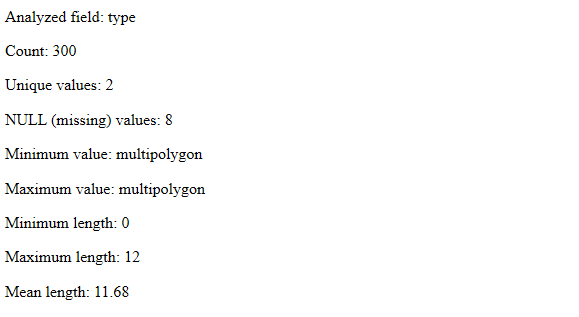 Analyzed field: type
Count: 300
Unique values: 2
NULL (missing) values: 8
Minimum value: multipolygon
Maximum value: multipolygon
Minimum length: 0
Maximum length: 12
Mean length: 11.68